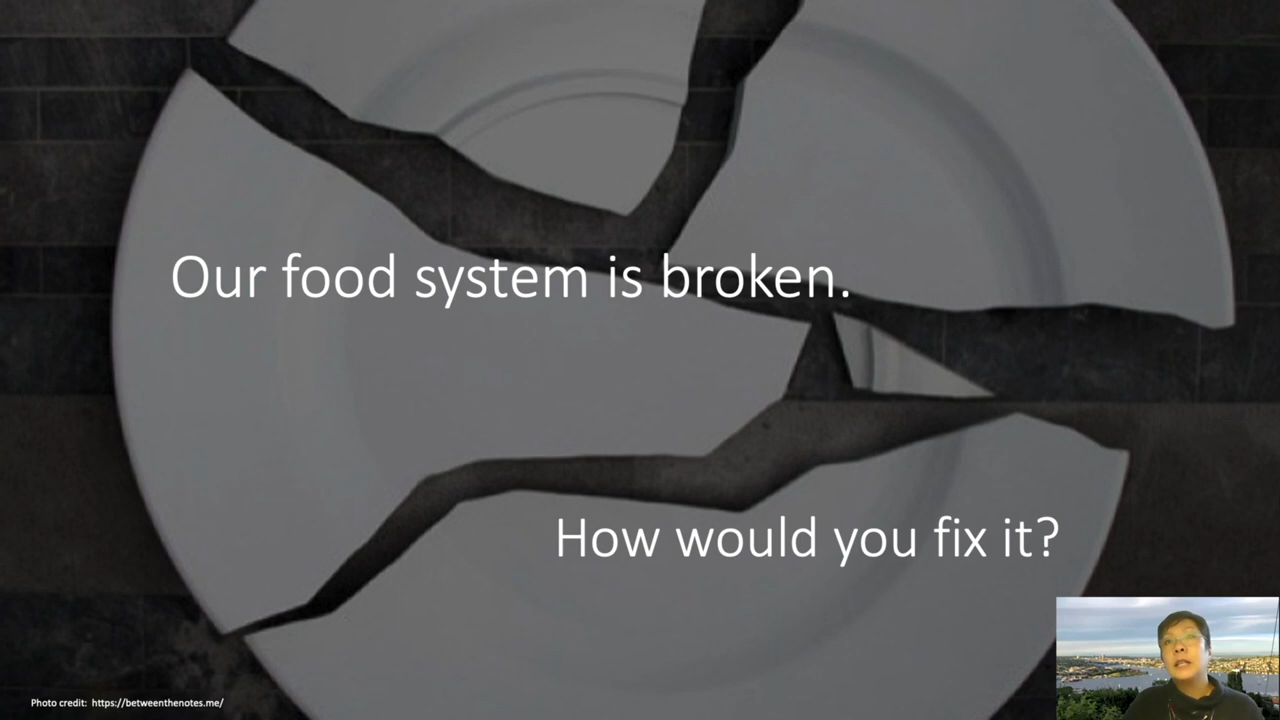 Our food system is broken.
How would you fix it?
Photo credit:  https://betweenthenotes.me/